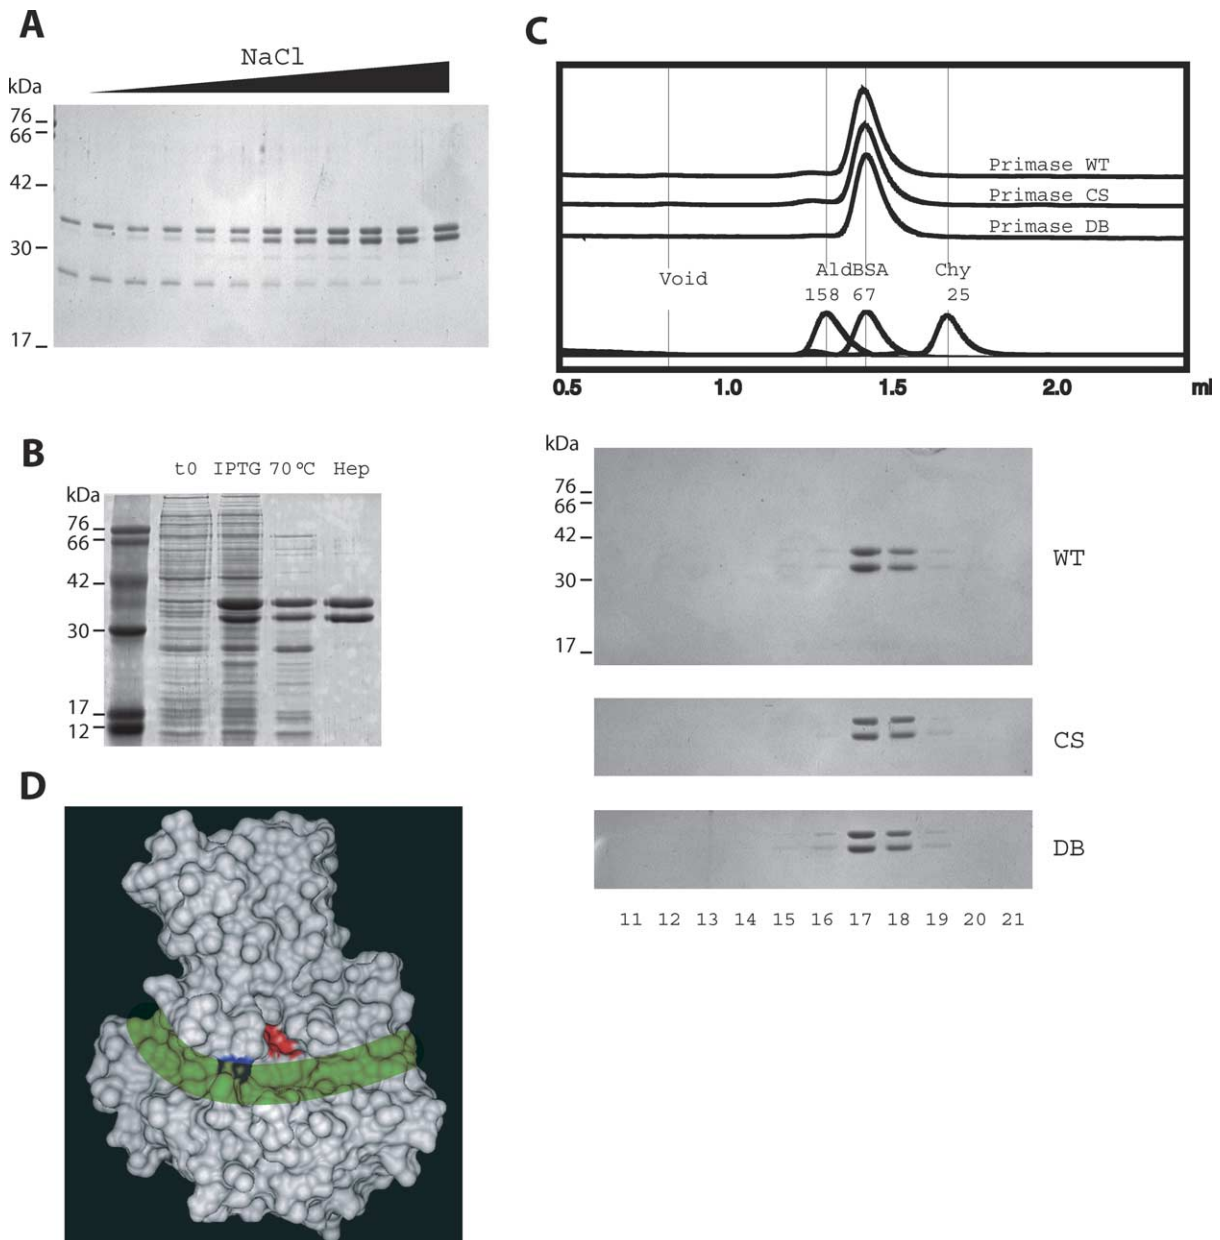 A
NaCl
kDa
76
66
42
30
17
B
t0 IPTG 70ºC Hep
kDa
76
66
42
30
17
12
C
Primase WT
Primase CS
Primase DB
Void
AldBSA Chy
158 67 25
0.5 1.0 1.5 2.0 ml
kDa
76
66
42
30
17
WT
CS
DB
11 12 13 14 15 16 17 18 19 20 21
D